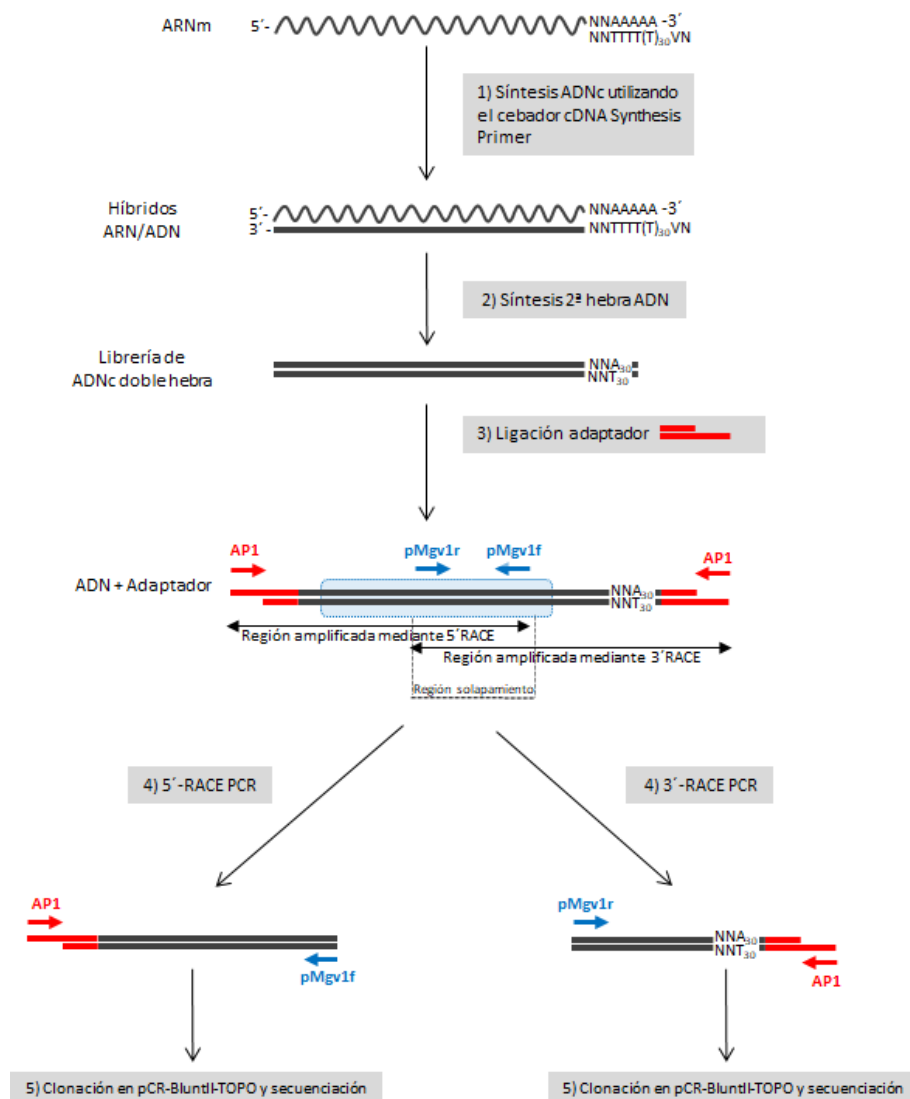 ARNm
5´-
NNAAAAA -3´
NNTTTT(T)30VN
1) Síntesis ADNc utilizando
el cebador cDNA Synthesis
Primer
Híbridos
ARN/ADN
5´-
3´-
NNAAAAA -3´
NNTTTT(T)30VN
2) Síntesis 2ª hebra ADN
Librería de
ADNc doble hebra
NNA30
NNT30
3) Ligación adaptador
AP1
pMgv1r
pMgv1f
AP1
ADN + Adaptador
NNA30
NNT30
Región amplificada mediante 5´RACE
Región amplificada mediante 3´RACE
Región solapamiento
4) 5´-RACE PCR
4) 3´-RACE PCR
AP1
pMgv1f
pMgv1r
NNA30
NNT30
AP1
5) Clonación en pCR-BluntII-TOPO y secuenciación
5) Clonación en pCR-BluntII-TOPO y secuenciación